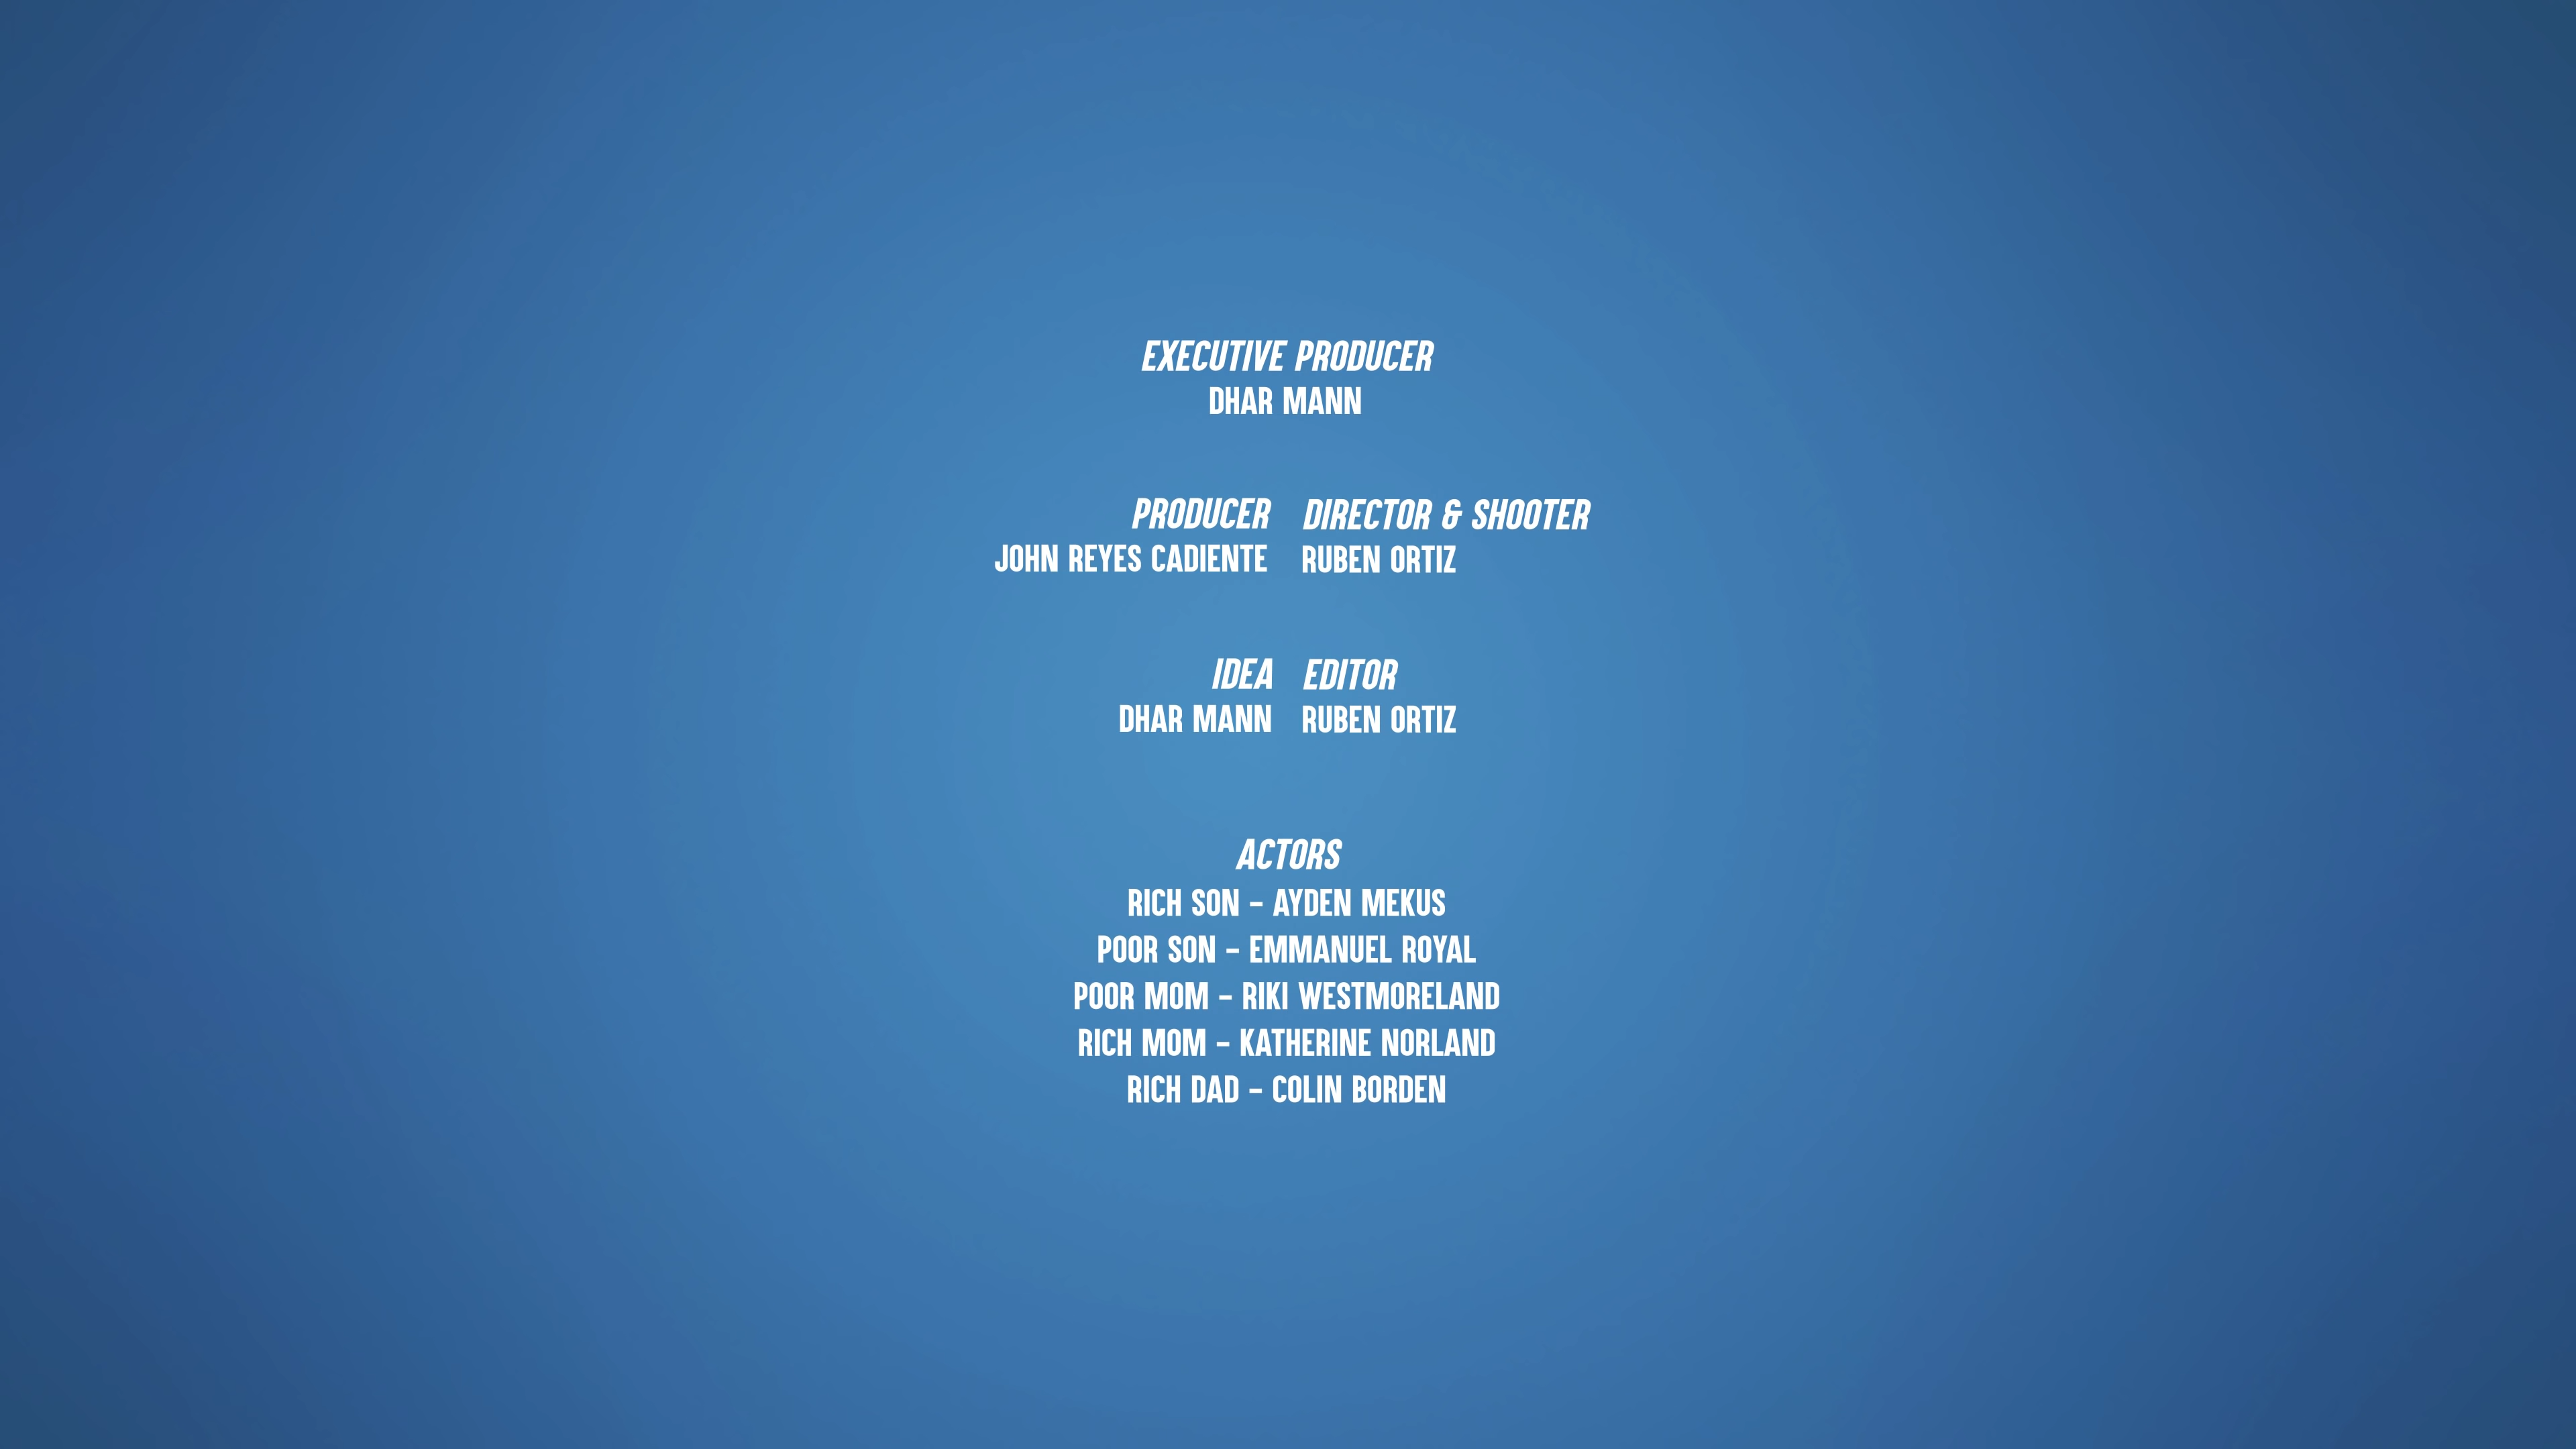 EXECUTIVE PRODUCER
DHAR MANN
PRODUCER
JOHN REYES CADIENTE
DIRECTOR & SHOOTER
RUBEN ORTIZ
IDEA
DHAR MANN
EDITOR
RUBEN ORTIZ
ACTORS
RICH SON - AYDEN MEKUS
POOR SON - EMMANUEL ROYAL
POOR MOM - RIKI WESTMORELAND
RICH MOM - KATHERINE NORLAND
RICH DAD - COLIN BORDEN